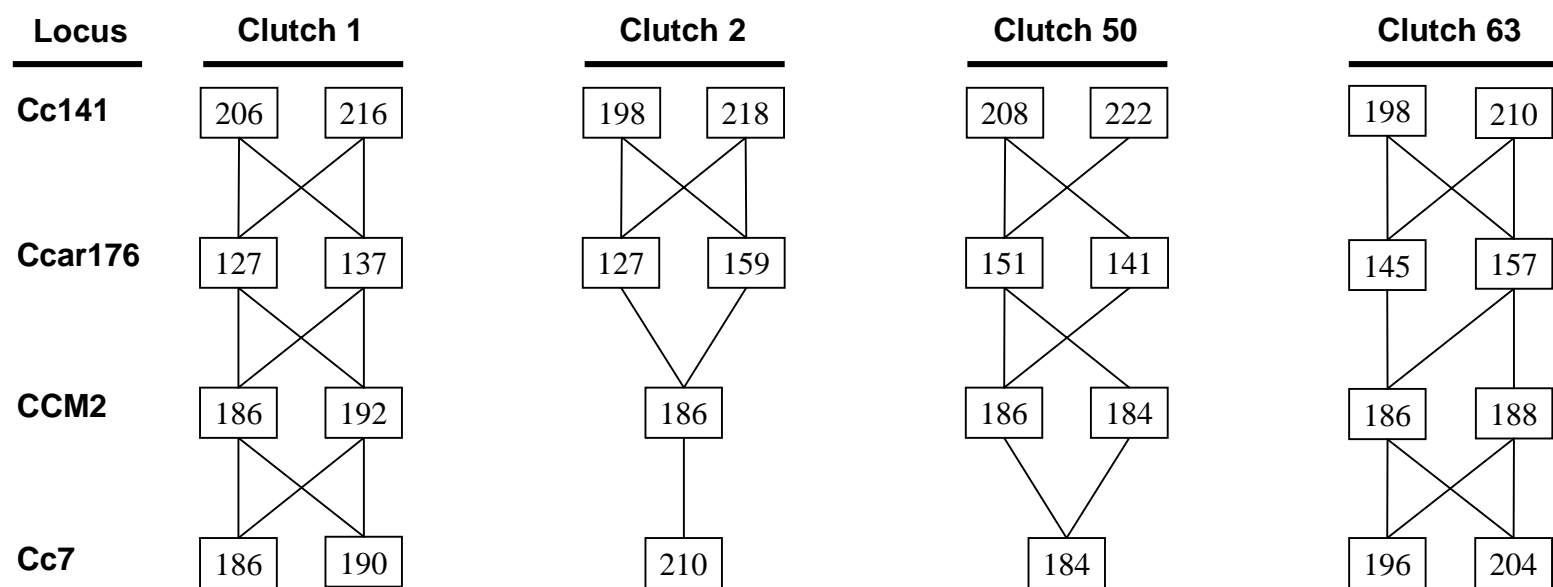 Locus Clutch 1 Clutch 2 Clutch 50 Clutch 63
Cc141 206 216 198 218 208 222 198 210
Ccar176 127 137 127 159 151 141 145 157
CCM2 186 192 186 186 184 186 188
Cc7 186 190 210 184 196 204